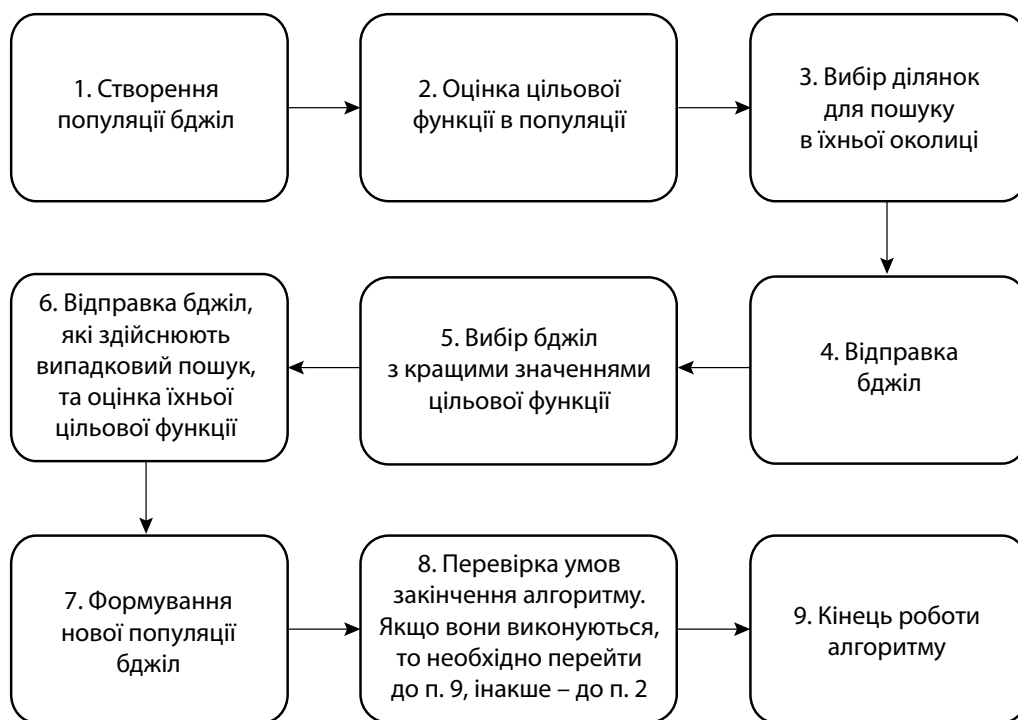 1. Створення
популяції бджіл
2. Оцінка цільової
функції в популяції
3. Вибір ділянок
для пошуку
в їхньої околиці
4. Відправка
бджіл
5. Вибір бджіл
з кращими значеннями
цільової функції
6. Відправка бджіл,
які здійснюють
випадковий пошук,
та оцінка їхньої
цільової функції
7. Формування
нової популяції
бджіл
8. Перевірка умов
закінчення алгоритму.
Якщо вони виконуються,
то необхідно перейти
до п. 9, інакше – до п. 2
9. Кінець роботи
алгоритму